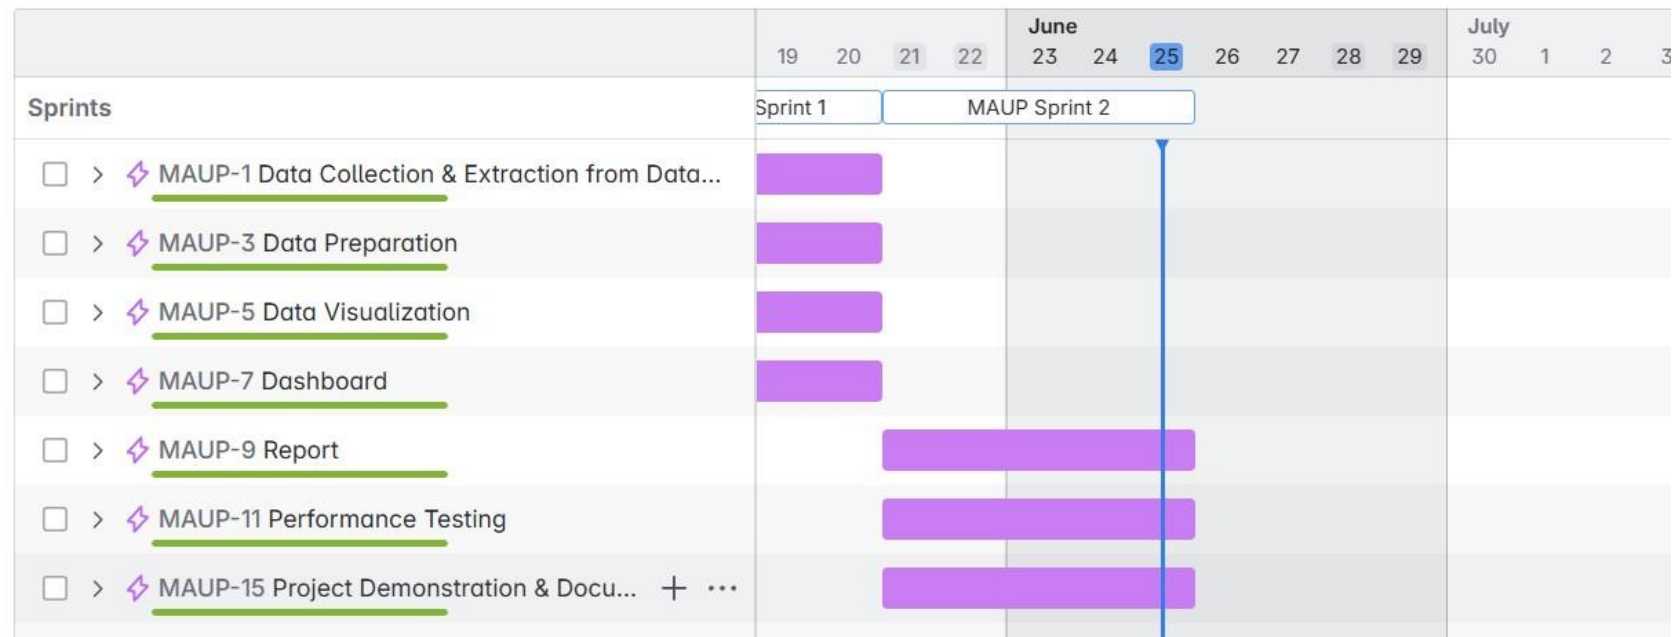 June
July
19 20 21 22 23 24 25 26 27 28 29 30 1 2 3
Sprints
Sprint 1
MAUP Sprint 2
MAUP-1 Data Collection & Extraction from Data...
MAUP-3 Data Preparation
MAUP-5 Data Visualization
MAUP-7 Dashboard
MAUP-9 Report
MAUP-11 Performance Testing
MAUP-15 Project Demonstration & Docu...